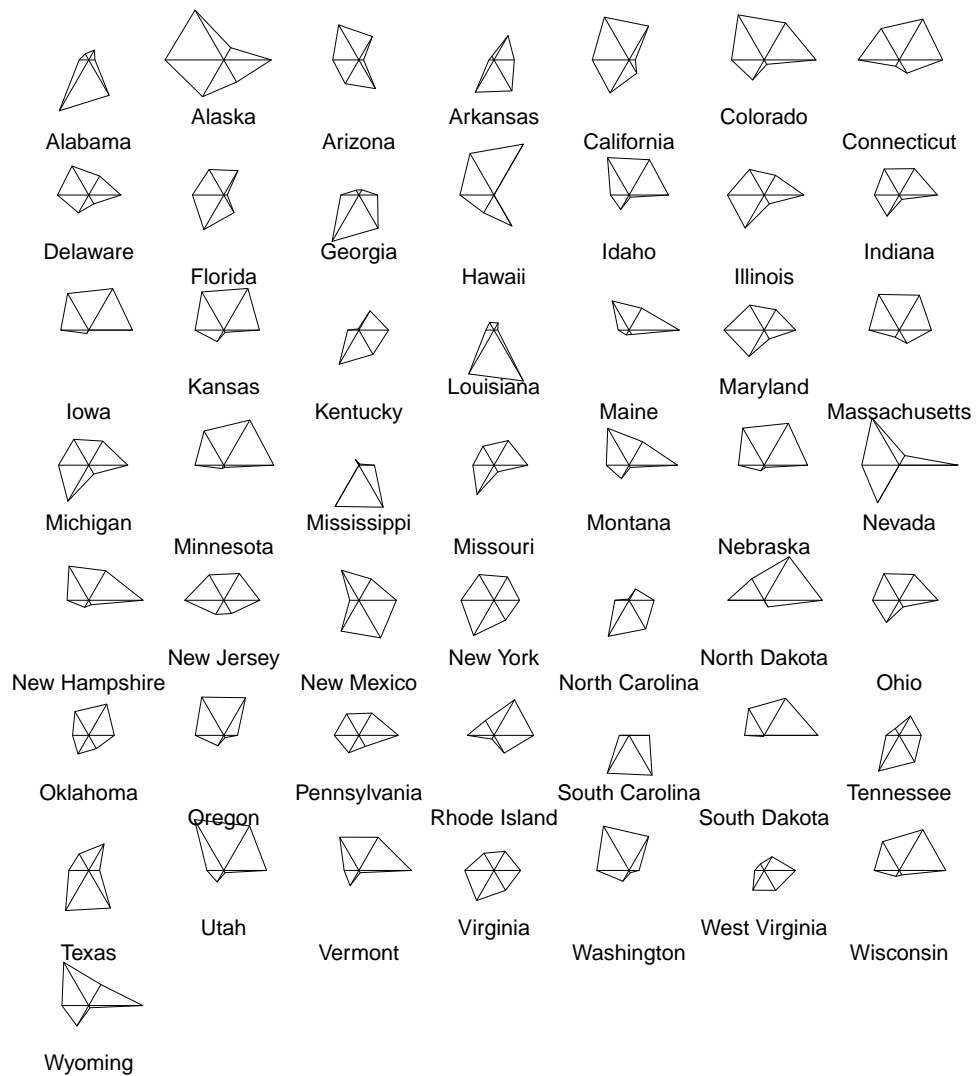 Alabama
Alaska
Arizona
Arkansas
California
Colorado
Connecticut
Delaware
Florida
Georgia
Hawaii
Idaho
Illinois
Indiana
Iowa
Kansas
Kentucky
Louisiana
Maine
Maryland
Massachusetts
Michigan
Minnesota
Mississippi
Missouri
Montana
Nebraska
Nevada
New Hampshire
New Jersey
New Mexico
New York
North Carolina
North Dakota
Ohio
Oklahoma
Oregon
Pennsylvania
Rhode Island
South Carolina
South Dakota
Tennessee
Texas
Utah
Vermont
Virginia
Washington
West Virginia
Wisconsin
Wyoming